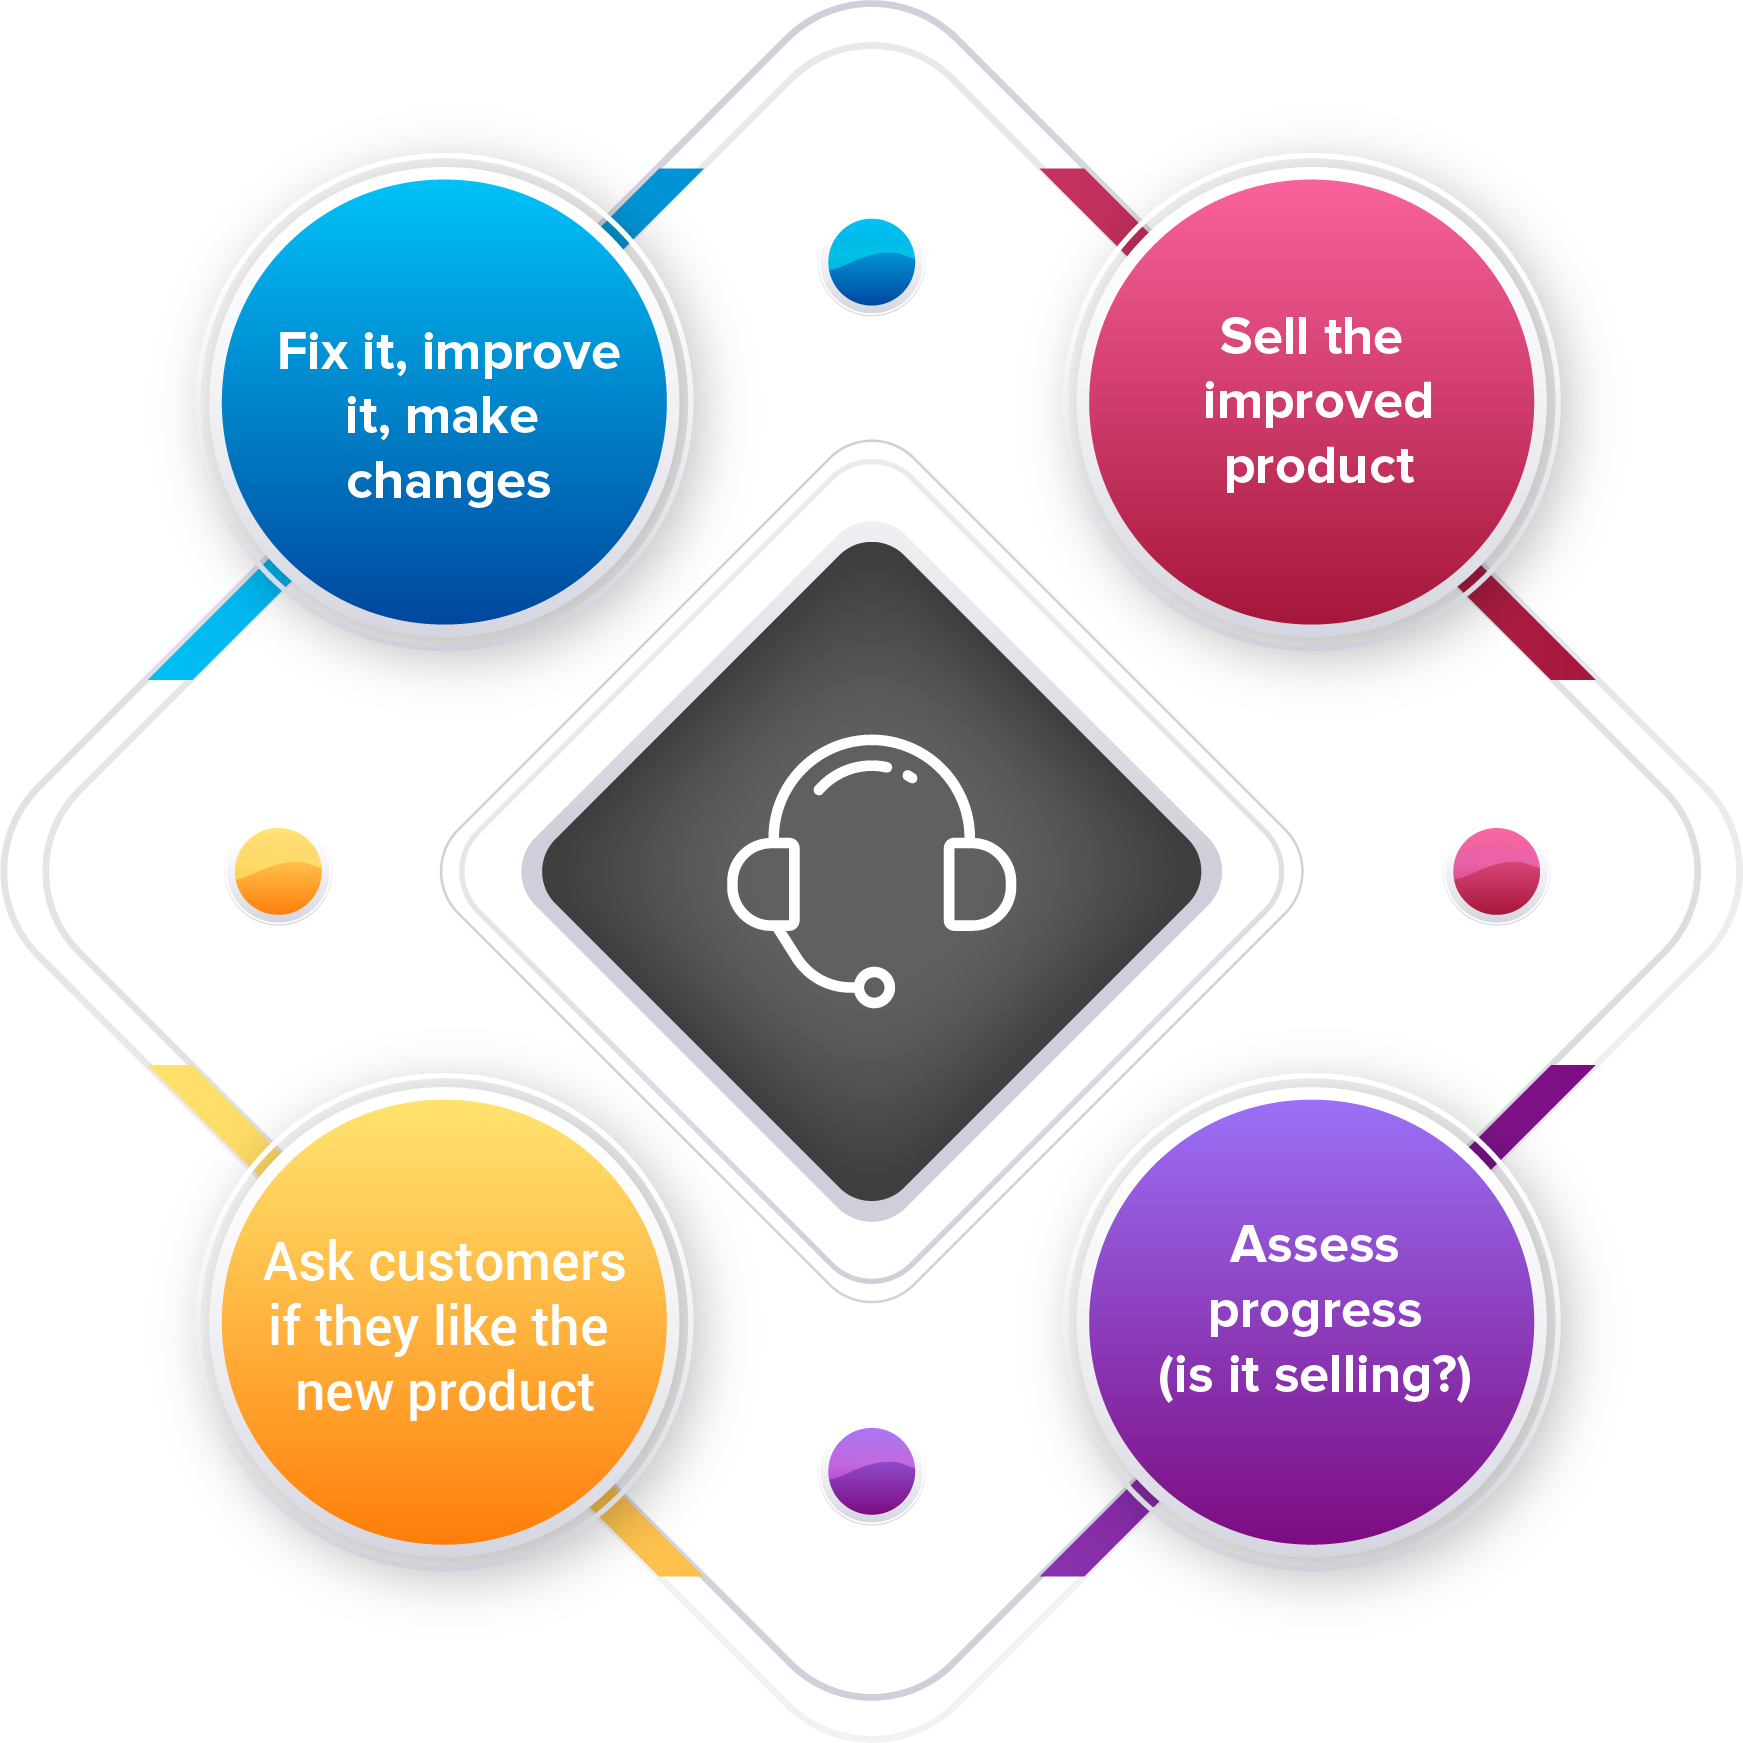 Fix it, improve
it, make
changes
Sell the
improved
product
Ask customers
if they like the
new product
Assess
progress
(is it selling?)